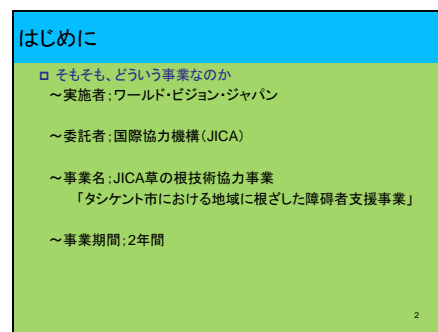 はじめに
そもそも、どういう事業なのか
～実施者;ワールド・ビジョン・ジャパン
～委託者;国際協力機構(JICA)
～事業名;JICA草の根技術協力事業
「タシケント市における地域に根ざした障碍者支援事業」
～事業期間;2年間
2